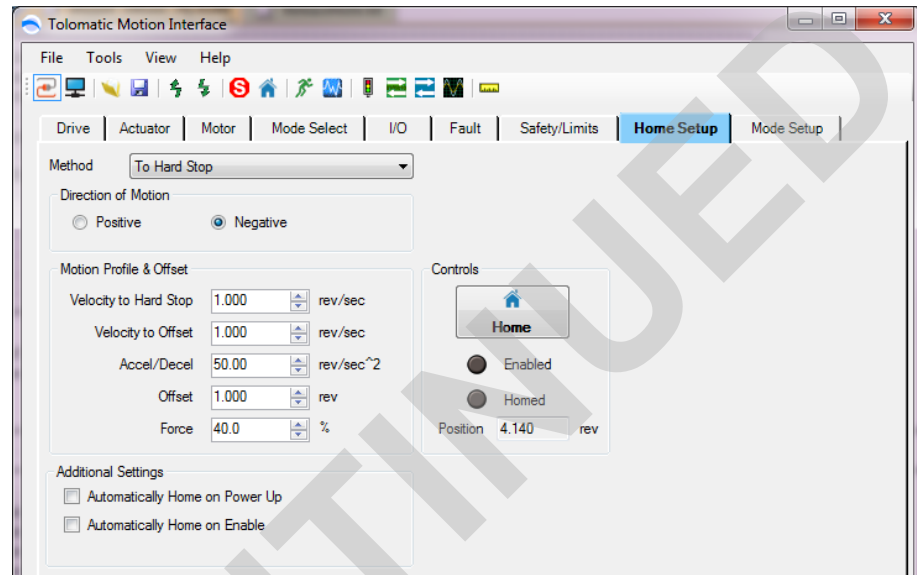 Tolomatic Motion Interface
File Tools View Help
Drive Actuator Motor Mode Select I/O Fault Safety/Limits Home Setup Mode Setup
Method To Hard Stop
Direction of Motion
Positive Negative
Motion Profile & Offset
Velocity to Hard Stop 1.000 rev/sec
Velocity to Offset 1.000 rev/sec
Accel/Decel 50.00 rev/sec^2
Offset 1.000 rev
Force 40.0 %
Controls
Home
Enabled
Homed
Position 4.140 rev
Additional Settings
Automatically Home on Power Up
Automatically Home on Enable
TINUED